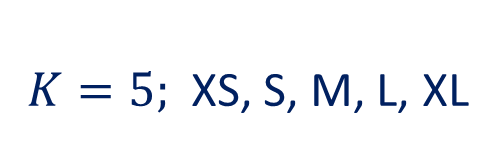 K = 5; XS, S, M, L, XL